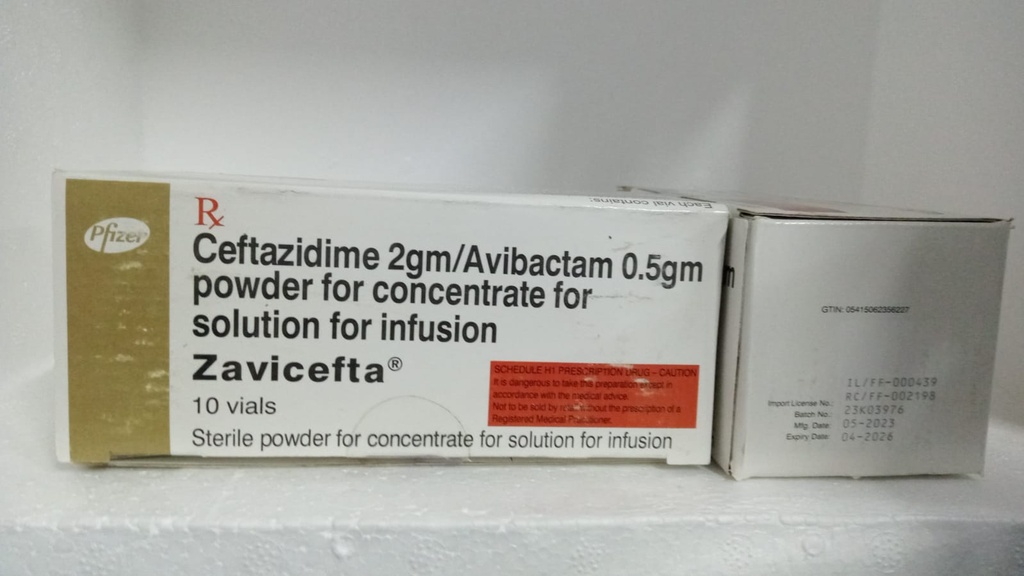 Pfizer
Rx
Ceftazidime 2gm/Avibactam 0.5gm
powder for concentrate for
solution for infusion
Zavicefta®
10 vials
Sterile powder for concentrate for solution for infusion
SCHEDULE H1 PRESCRIPTION DRUG – CAUTION
It is dangerous to take this preparation except in
accordance with the medical advice.
Not to be sold by retail without the prescription of a
Registered Medical Practitioner.
Each vial contains:
m
GTIN: 05415062356227
IL/FF-000439
Import License No.: RC/FF-002198
Batch No.: 23K03976
Mfg. Date: 05-2023
Expiry Date: 04-2026